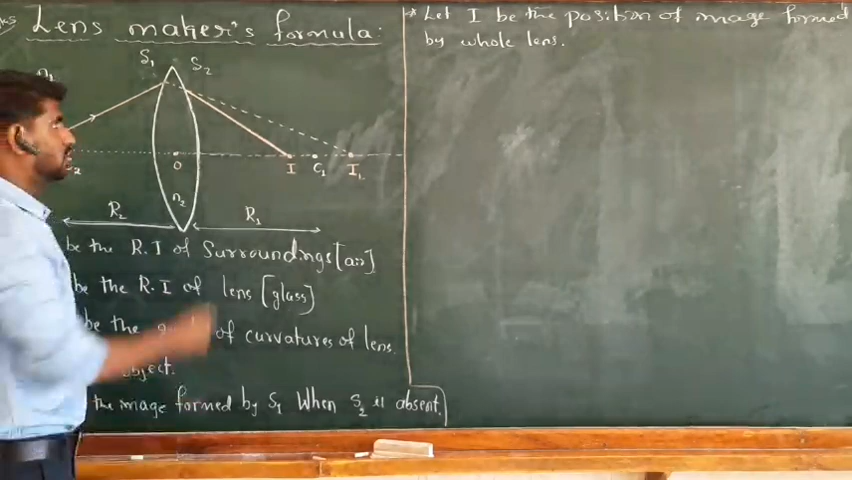 Lens maker's formula:
S₁
S₂
n₁
O
n₂
I
C₁
I₁
R₂
R₁
be the R.I of Surroundings [air]
be the R.I of lens [glass]
be the of curvatures of lens.
object.
the image formed by S₁ When S₂ is absent.
* Let I be the position of image formed
by whole lens.